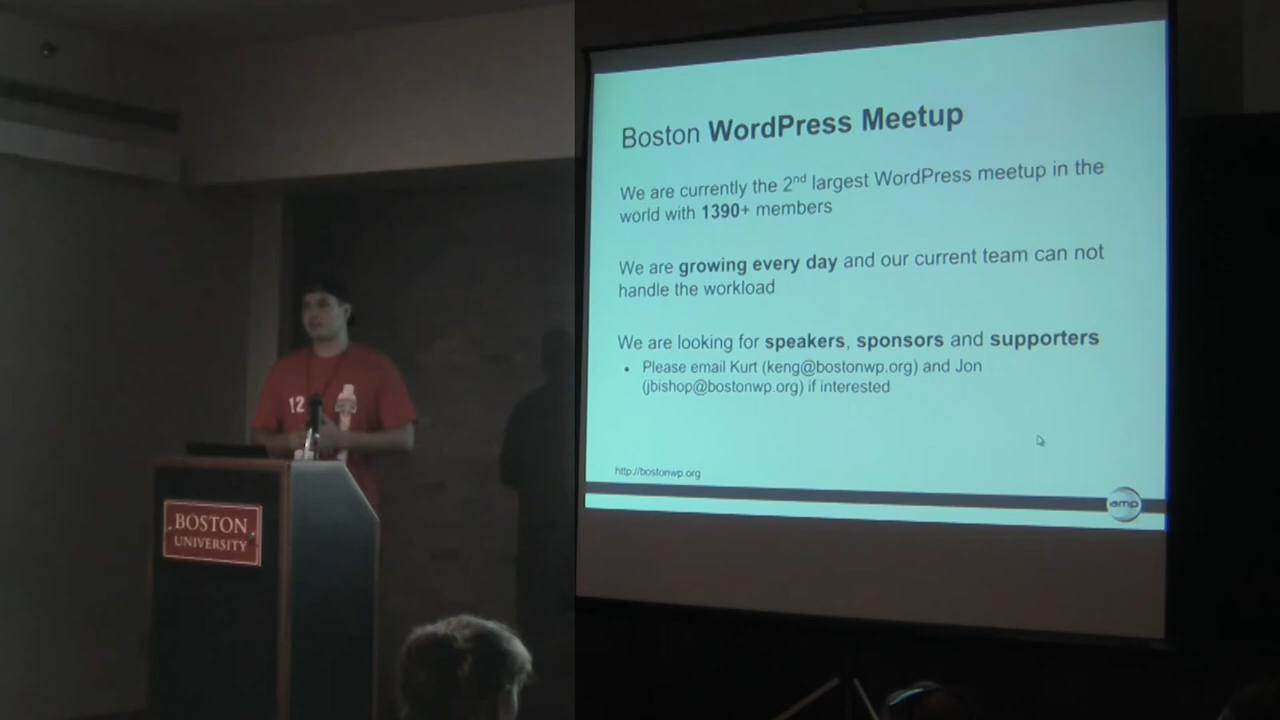 Boston WordPress Meetup
We are currently the 2nd largest WordPress meetup in the
world with 1390+ members
We are growing every day and our current team can not
handle the workload
We are looking for speakers, sponsors and supporters
• Please email Kurt (keng@bostonwp.org) and Jon
(jbishop@bostonwp.org) if interested
http://bostonwp.org
amp
12
BOSTON
UNIVERSITY